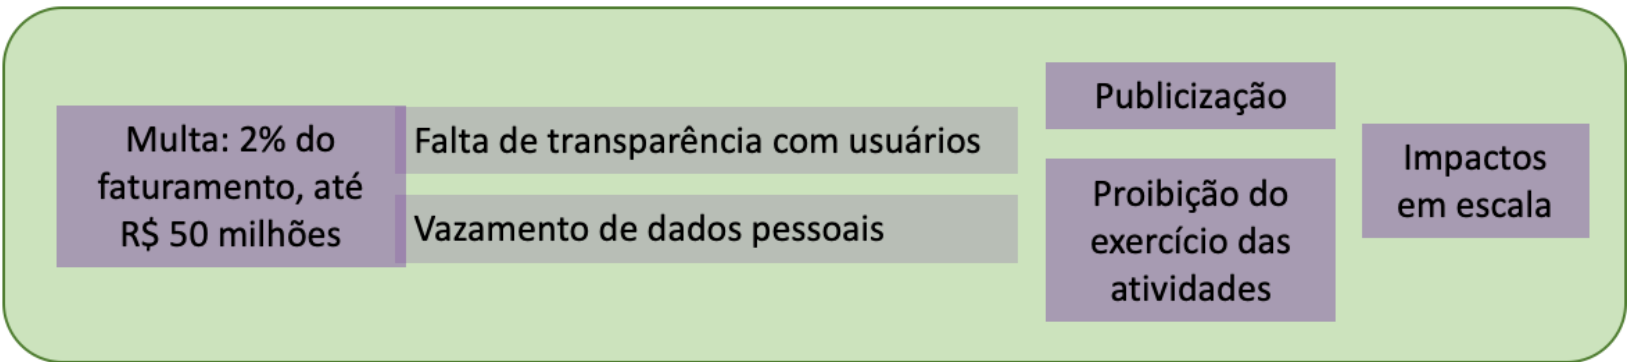 Multa: 2% do
faturamento, até
R$ 50 milhões
Falta de transparência com usuários
Vazamento de dados pessoais
Publicização
Proibição do
exercício das
atividades
Impactos
em escala